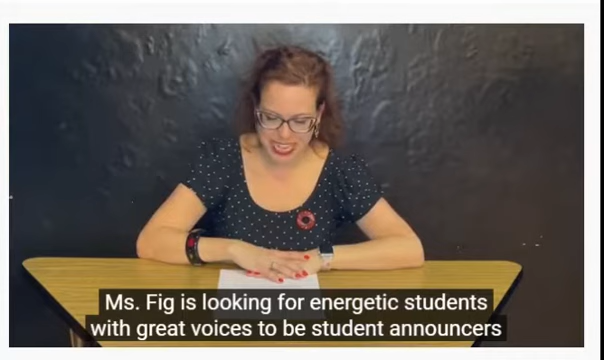 Ms. Fig is looking for energetic students
with great voices to be student announcers